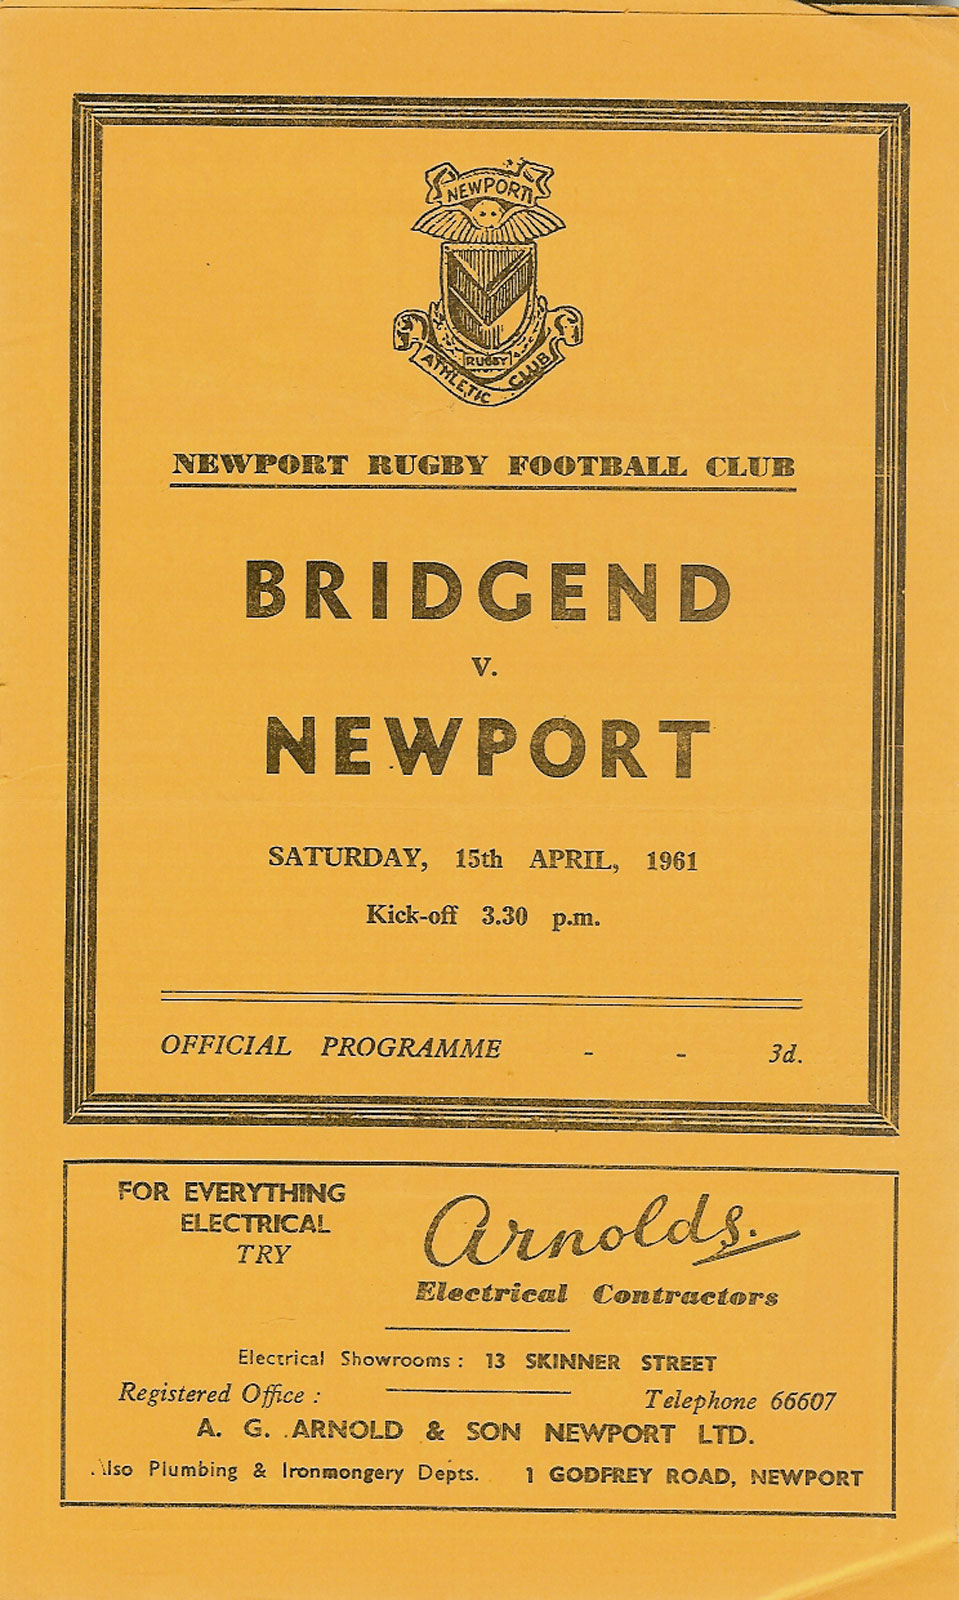 NEWPORT
RUGBY
ATHLETIC CLUB
NEWPORT RUGBY FOOTBALL CLUB
BRIDGEND
V.
NEWPORT
SATURDAY, 15th APRIL, 1961
Kick-off 3.30 p.m.
OFFICIAL PROGRAMME - - 3d.
FOR EVERYTHING
ELECTRICAL
TRY
Arnolds.
Electrical Contractors
Electrical Showrooms: 13 SKINNER STREET
Registered Office: Telephone 66607
A. G. ARNOLD & SON NEWPORT LTD.
Also Plumbing & Ironmongery Depts. 1 GODFREY ROAD, NEWPORT